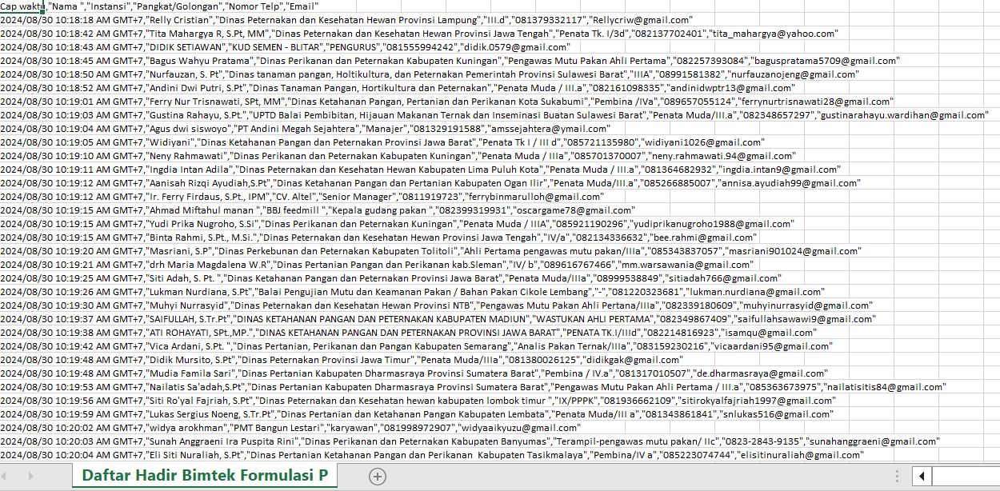 Cap waktu,"Nama ","Instansi","Pangkat/Golongan","Nomor Telp","Email"
2024/08/30 10:18:18 AM GMT+7,"Relly Cristian","Dinas Peternakan dan Kesehatan Hewan Provinsi Lampung","III.d","081379332117","Rellycriw@gmail.com"
2024/08/30 10:18:42 AM GMT+7,"Tita Mahargya R, S.Pt, MM","Dinas Peternakan dan Kesehatan Hewan Provinsi Jawa Tengah","Penata Tk. I/3d","082137702401","tita_mahargya@yahoo.com"
2024/08/30 10:18:43 AM GMT+7,"DIDIK SETIAWAN","KUD SEMEN - BLITAR","PENGURUS","081555994242","didik.0579@gmail.com"
2024/08/30 10:18:45 AM GMT+7,"Bagus Wahyu Pratama","Dinas Perikanan dan Peternakan Kabupaten Kuningan","Pengawas Mutu Pakan Ahli Pertama","082257393084","baguspratama5709@gmail.com"
2024/08/30 10:18:50 AM GMT+7,"Nurfauzan, S. Pt","Dinas tanaman pangan, Holtikultura, dan Peternakan Pemerintah Provinsi Sulawesi Barat","IIIA","08991581382","nurfauzanojeng@gmail.com"
2024/08/30 10:18:52 AM GMT+7,"Andini Dwi Putri, S.Pt","Dinas Tanaman Pangan, Hortikultura dan Peternakan","Penata Muda / III.a","082161098335","andinidwptr13@gmail.com"
2024/08/30 10:19:01 AM GMT+7,"Ferry Nur Trisnawati, SPt, MM","Dinas Ketahanan Pangan, Pertanian dan Perikanan Kota Sukabumi","Pembina /IVa","089657055124","ferrynurtrisnawati28@gmail.com"
2024/08/30 10:19:03 AM GMT+7,"Gustina Rahayu, S.Pt.","UPTD Balai Pembibitan, Hijauan Makanan Ternak dan Inseminasi Buatan Sulawesi Barat","Penata Muda/III.a","082348657297","gustinarahayu.wardihan@gmail.com"
2024/08/30 10:19:04 AM GMT+7,"Agus dwi siswoyo","PT Andini Megah Sejahtera","Manajer","081329191588","amssejahtera@ymail.com"
2024/08/30 10:19:05 AM GMT+7,"Widiyani","Dinas Ketahanan Pangan dan Peternakan Provinsi Jawa Barat","Penata Tk I / III d","085721135980","widiyani1026@gmail.com"
2024/08/30 10:19:10 AM GMT+7,"Neny Rahmawati","Dinas Perikanan dan Peternakan Kabupaten Kuningan","Penata Muda / IIIa","085701370007","neny.rahmawati.94@gmail.com"
2024/08/30 10:19:11 AM GMT+7,"Ingdia Intan Adila","Dinas Peternakan dan Kesehatan Hewan Kabupaten Lima Puluh Kota","Penata Muda / III.a","081364682932","ingdia.intan9@gmail.com"
2024/08/30 10:19:12 AM GMT+7,"Aanisah Rizqi Ayudiah,S.Pt","Dinas Ketahanan Pangan dan Pertanian Kabupaten Ogan Ilir","Penata Muda/III.a","085266885007","annisa.ayudiah99@gmail.com"
2024/08/30 10:19:12 AM GMT+7,"Ir. Ferry Firdaus, S.Pt., IPM","CV. Altel","Senior Manager","0811919723","ferrybinmarulloh@gmail.com"
2024/08/30 10:19:15 AM GMT+7,"Ahmad Miftahul manan ","BBJ feedmill ","Kepala gudang pakan ","082399319931","oscargame78@gmail.com"
2024/08/30 10:19:15 AM GMT+7,"Yudi Prika Nugroho, S.Si","Dinas Perikanan dan Peternakan Kuningan","Penata Muda / IIIA","085921190296","yudiprikanugroho1988@gmail.com"
2024/08/30 10:19:15 AM GMT+7,"Binta Rahmi, S.Pt., M.Si.","Dinas Peternakan dan Kesehatan Hewan Provinsi Jawa Tengah","IV/a","082134336632","bee.rahmi@gmail.com"
2024/08/30 10:19:20 AM GMT+7,"Masriani, S.P","Dinas Perkebunan dan Peternakan Kabupaten Tolitoli","Ahli Pertama pengawas mutu pakan/IIIa","085343837057","masriani901024@gmail.com"
2024/08/30 10:19:21 AM GMT+7,"drh Maria Magdalena W.R","Dinas Pertanian Pangan dan Perikanan kab.Sleman","IV/ b","089616767466","mm.warsawania@gmail.com"
2024/08/30 10:19:25 AM GMT+7,"Siti Adah, S. Pt. ","Dinas Ketahanan Pangan dan Peternakan Provinsi Jawa Barat","Penata Muda/IIIa","08999538849","sitiadah766@gmail.com"
2024/08/30 10:19:26 AM GMT+7,"Lukman Nurdiana, S.Pt","Balai Pengujian Mutu dan Keamanan Pakan / Bahan Pakan Cikole Lembang","-","081220323681","lukman.nurdiana@gmail.com"
2024/08/30 10:19:30 AM GMT+7,"Muhyi Nurrasyid","Dinas Peternakan dan Kesehatan Hewan Provinsi NTB","Pengawas Mutu Pakan Ahli Pertana/IIIa","082339180609","muhyinurrasyid@gmail.com"
2024/08/30 10:19:37 AM GMT+7,"SAIFULLAH, S.Tr.Pt","DINAS KETAHANAN PANGAN DAN PETERNAKAN KABUPATEN MADIUN","WASTUKAN AHLI PERTAMA","082349867409","saifullahsawawi9@gmail.com"
2024/08/30 10:19:38 AM GMT+7,"ATI ROHAYATI, SPt.,MP.","DINAS KETAHANAN PANGAN DAN PETERNAKAN PROVINSI JAWA BARAT","PENATA TK.I/IIId","082214816923","isamqu@gmail.com"
2024/08/30 10:19:42 AM GMT+7,"Vica Ardani, S.Pt. ","Dinas Pertanian, Perikanan dan Pangan Kabupaten Semarang","Analis Pakan Ternak/IIIa","083159230216","vicaardani95@gmail.com"
2024/08/30 10:19:48 AM GMT+7,"Didik Mursito, S.Pt","Dinas Peternakan Provinsi Jawa Timur","Penata Muda/IIIa","081380026125","didikgak@gmail.com"
2024/08/30 10:19:48 AM GMT+7,"Mudia Famila Sari","Dinas Pertanian Kabupaten Dharmasraya Provinsi Sumatera Barat","Pembina / IV.a","081317010507","de.dharmasraya@gmail.com"
2024/08/30 10:19:53 AM GMT+7,"Nailatis Sa'adah,S.Pt","Dinas Pertanian Kabupaten Dharmasraya Provinsi Sumatera Barat","Pengawas Mutu Pakan Ahli Pertama / III.a","085363673975","nailatisitis84@gmail.com"
2024/08/30 10:19:56 AM GMT+7,"Siti Ro'yal Fajriah, S.Pt","Dinas Peternakan dan Kesehatan hewan kabupaten lombok timur ","IX/PPPK","081936662109","sitirokyalfajriah1997@gmail.com"
2024/08/30 10:19:59 AM GMT+7,"Lukas Sergius Noeng, S.Tr.Pt","Dinas Pertanian dan Ketahanan Pangan Kabupaten Lembata","Penata Muda/III a","081343861841","snlukas516@gmail.com"
2024/08/30 10:20:02 AM GMT+7,"widya arokhman","PMT Bangun Lestari","karyawan","081998972907","widyaaikyuzu@gmail.com"
2024/08/30 10:20:03 AM GMT+7,"Sunah Anggraeni Ira Puspita Rini","Dinas Perikanan dan Peternakan Kabupaten Banyumas","Terampil-pengawas mutu pakan/ IIc","0823-2843-9135","sunahanggraeni@gmail.com"
2024/08/30 10:20:04 AM GMT+7,"Eli Siti Nuraliah, S.Pt","Dinas Pertanian Ketahanan Pangan dan Perikanan  Kabupaten Tasikmalaya","Pembina/IV a","085223074744","elisitinuraliah@gmail.com"
Daftar Hadir Bimtek Formulasi P